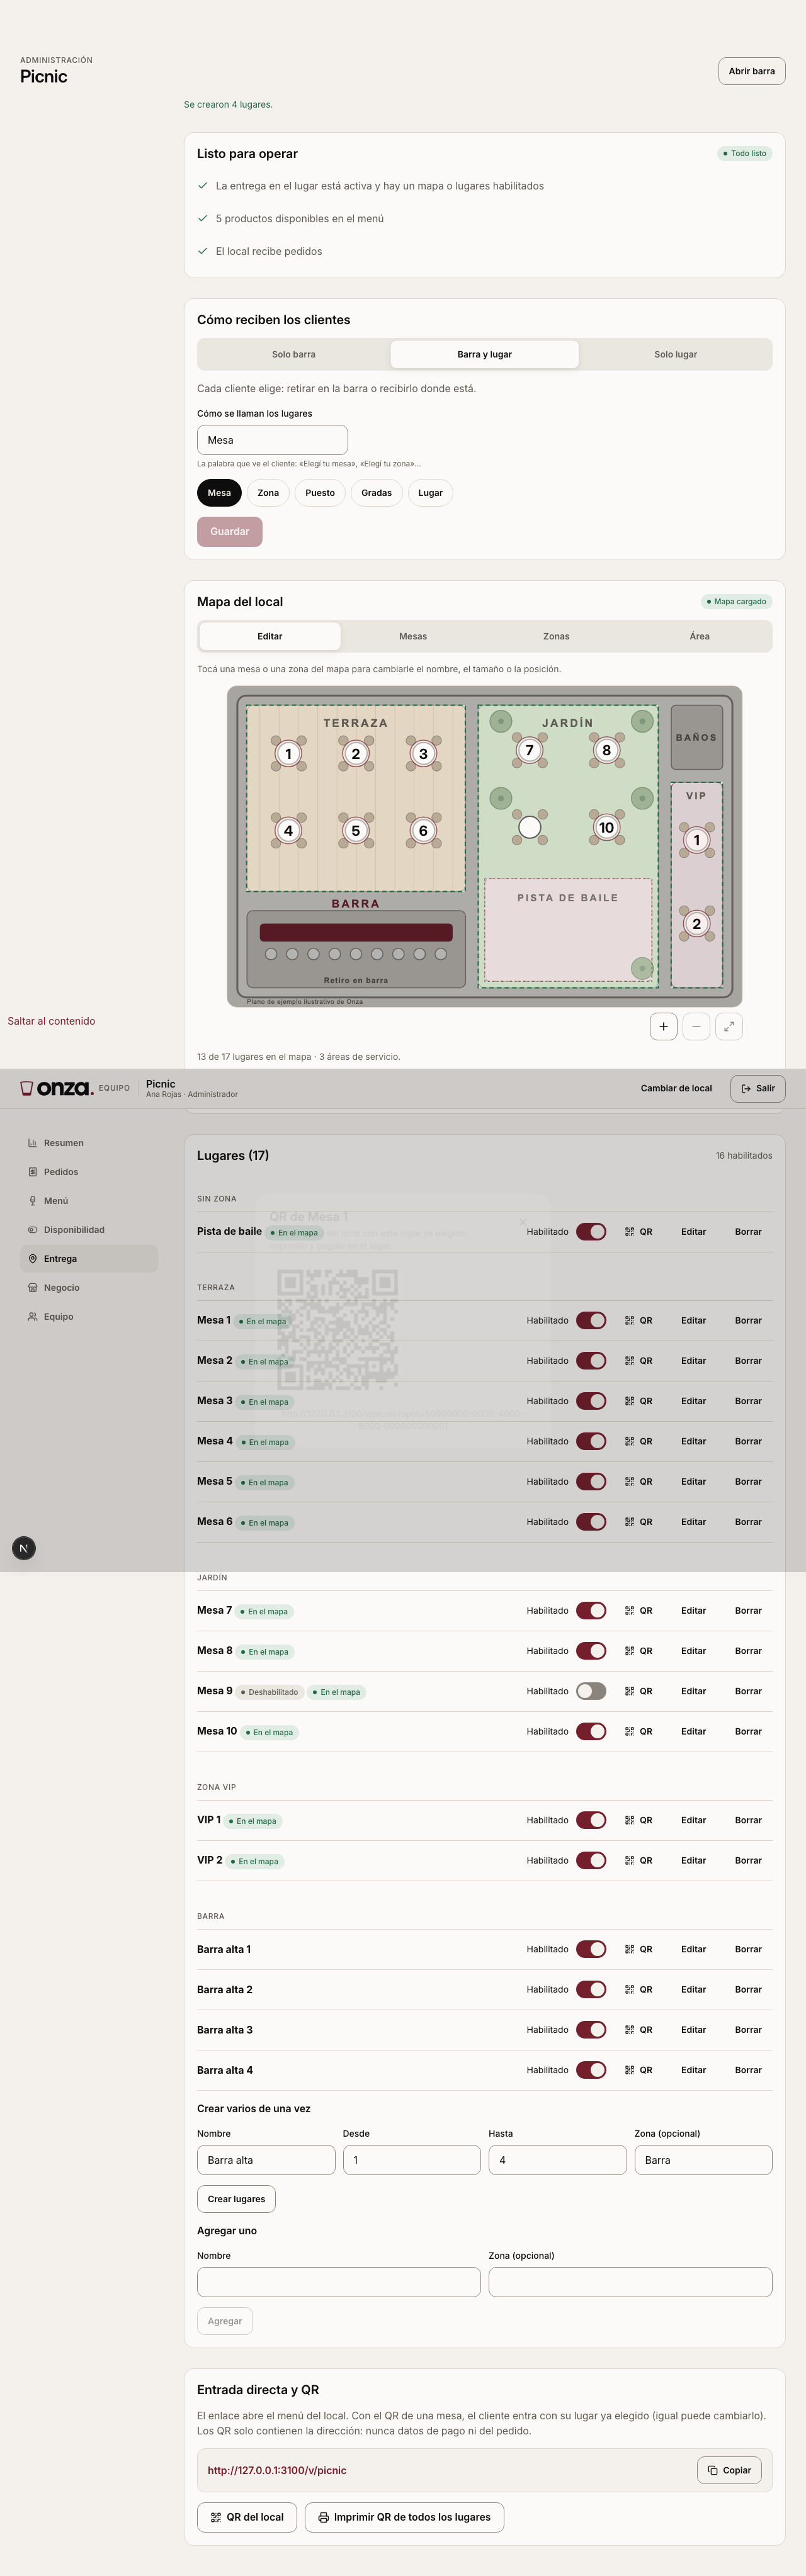 ADMINISTRACIÓN
Picnic
Abrir barra
Se crearon 4 lugares.
Listo para operar
Todo listo
La entrega en el lugar está activa y hay un mapa o lugares habilitados
5 productos disponibles en el menú
El local recibe pedidos
Cómo reciben los clientes
Solo barra
Barra y lugar
Solo lugar
Cada cliente elige: retirar en la barra o recibirlo donde está.
Cómo se llaman los lugares
Mesa
La palabra que ve el cliente: «Elegí tu mesa», «Elegí tu zona»...
Mesa
Zona
Puesto
Gradas
Lugar
Guardar
Mapa del local
Mapa cargado
Editar
Mesas
Zonas
Área
Tocá una mesa o una zona del mapa para cambiarle el nombre, el tamaño o la posición.
TERRAZA
JARDÍN
BAÑOS
1
2
3
7
8
VIP
4
5
6
10
1
PISTA DE BAILE
BARRA
2
Retiro en barra
Plano de ejemplo ilustrativo de Onza
Saltar al contenido
13 de 17 lugares en el mapa · 3 áreas de servicio.
onza. EQUIPO
Picnic
Ana Rojas · Administrador
Cambiar de local
Salir
Resumen
Pedidos
Menú
Disponibilidad
Entrega
Negocio
Equipo
Lugares (17)
16 habilitados
SIN ZONA
QR de Mesa 1
Pista de baile En el mapa Habilitado QR Editar Borrar
TERRAZA
Mesa 1 En el mapa Habilitado QR Editar Borrar
Mesa 2 En el mapa Habilitado QR Editar Borrar
Mesa 3 En el mapa Habilitado QR Editar Borrar
Mesa 4 En el mapa Habilitado QR Editar Borrar
Mesa 5 En el mapa Habilitado QR Editar Borrar
Mesa 6 En el mapa Habilitado QR Editar Borrar
N
JARDÍN
Mesa 7 En el mapa Habilitado QR Editar Borrar
Mesa 8 En el mapa Habilitado QR Editar Borrar
Mesa 9 Deshabilitado En el mapa Habilitado QR Editar Borrar
Mesa 10 En el mapa Habilitado QR Editar Borrar
ZONA VIP
VIP 1 En el mapa Habilitado QR Editar Borrar
VIP 2 En el mapa Habilitado QR Editar Borrar
BARRA
Barra alta 1 Habilitado QR Editar Borrar
Barra alta 2 Habilitado QR Editar Borrar
Barra alta 3 Habilitado QR Editar Borrar
Barra alta 4 Habilitado QR Editar Borrar
Crear varios de una vez
Nombre Desde Hasta Zona (opcional)
Barra alta 1 4 Barra
Crear lugares
Agregar uno
Nombre Zona (opcional)
Agregar
Entrada directa y QR
El enlace abre el menú del local. Con el QR de una mesa, el cliente entra con su lugar ya elegido (igual puede cambiarlo).
Los QR solo contienen la dirección: nunca datos de pago ni del pedido.
http://127.0.0.1:3100/v/picnic
Copiar
QR del local
Imprimir QR de todos los lugares